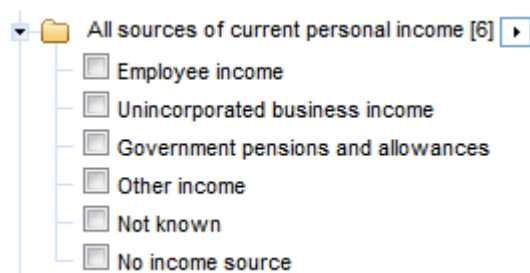 All sources of current personal income [6]
Employee income
Unincorporated business income
Government pensions and allowances
Other income
Not known
No income source